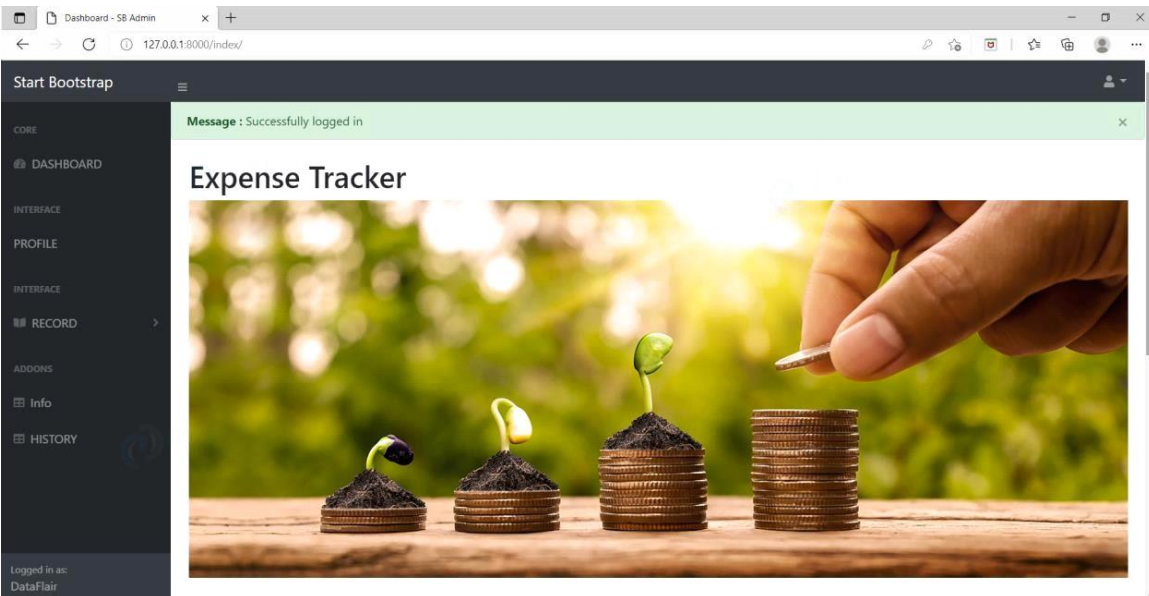 Dashboard - SB Admin
127.0.0.1:8000/index/
Start Bootstrap
Message : Successfully logged in
CORE
DASHBOARD
Expense Tracker
INTERFACE
PROFILE
INTERFACE
RECORD
ADDONS
Info
HISTORY
Logged in as:
DataFlair